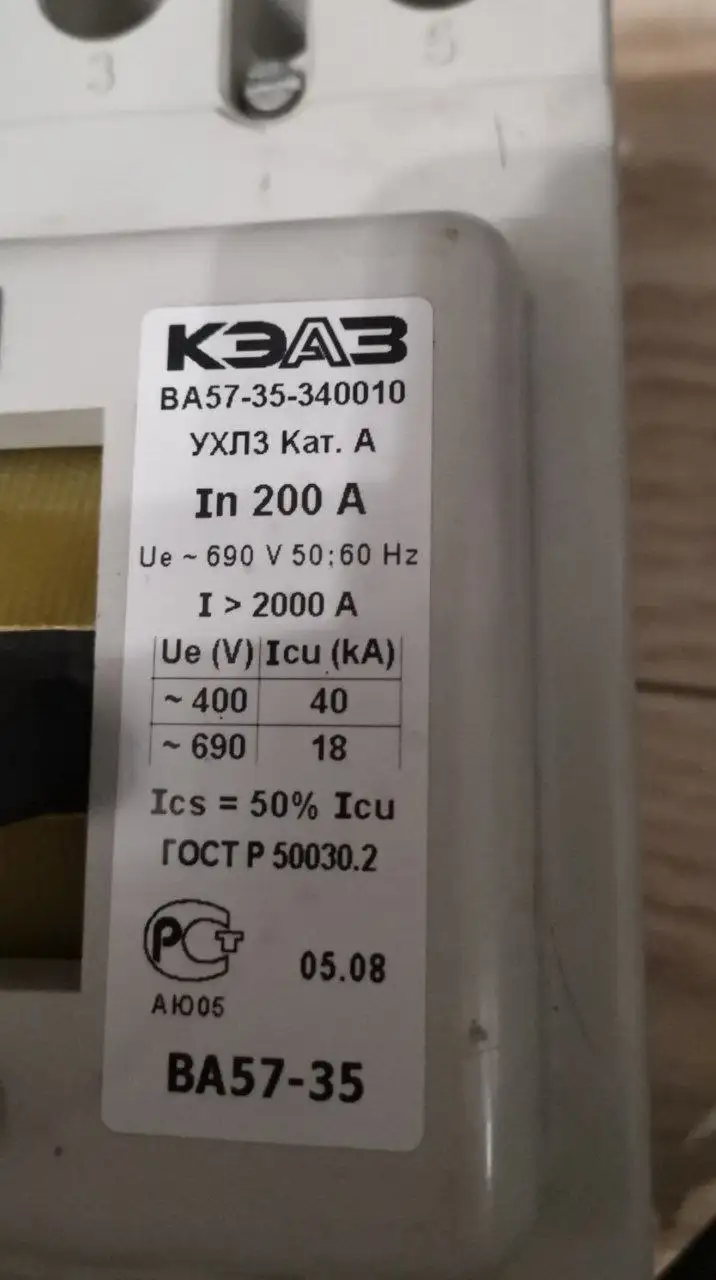 3 5
КЭАЗ
ВА57-35-340010
УХЛ3 Кат. А
In 200 A
Ue ~ 690 V 50;60 Hz
I > 2000 A
Ue (V) Icu (kA)
~ 400 40
~ 690 18
Ics = 50% Icu
ГОСТ Р 50030.2
РСТ
АЮ05
05.08
ВА57-35